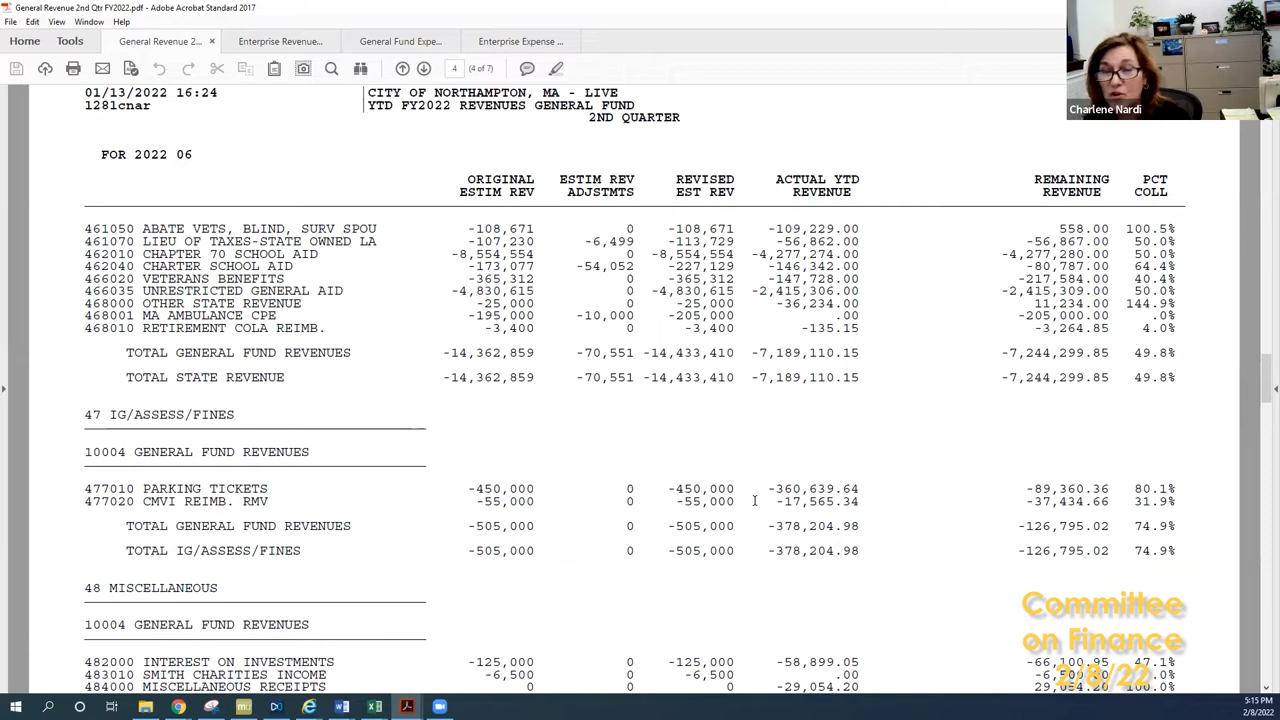 General Revenue 2nd Qtr FY2022.pdf - Adobe Acrobat Standard 2017
File Edit View Window Help
Home Tools General Revenue 2... × Enterprise Revenue... General Fund Expe... Enterprise Expense ...
4 (4 of 7)
Charlene Nardi
01/13/2022 16:24 CITY OF NORTHAMPTON, MA - LIVE
1281cnar YTD FY2022 REVENUES GENERAL FUND
2ND QUARTER
FOR 2022 06
ORIGINAL ESTIM REV REVISED ACTUAL YTD REMAINING PCT
ESTIM REV ADJSTMTS EST REV REVENUE REVENUE COLL
461050 ABATE VETS, BLIND, SURV SPOU -108,671 0 -108,671 -109,229.00 558.00 100.5%
461070 LIEU OF TAXES-STATE OWNED LA -107,230 -6,499 -113,729 -56,862.00 -56,867.00 50.0%
462010 CHAPTER 70 SCHOOL AID -8,554,554 0 -8,554,554 -4,277,274.00 -4,277,280.00 50.0%
462040 CHARTER SCHOOL AID -173,077 -54,052 -227,129 -146,342.00 -80,787.00 64.4%
466020 VETERANS BENEFITS -365,312 0 -365,312 -147,728.00 -217,584.00 40.4%
466035 UNRESTRICTED GENERAL AID -4,830,615 0 -4,830,615 -2,415,306.00 -2,415,309.00 50.0%
468000 OTHER STATE REVENUE -25,000 0 -25,000 -36,234.00 11,234.00 144.9%
468001 MA AMBULANCE CPE -195,000 -10,000 -205,000 .00 -205,000.00 .0%
468010 RETIREMENT COLA REIMB. -3,400 0 -3,400 -135.15 -3,264.85 4.0%
TOTAL GENERAL FUND REVENUES -14,362,859 -70,551 -14,433,410 -7,189,110.15 -7,244,299.85 49.8%
TOTAL STATE REVENUE -14,362,859 -70,551 -14,433,410 -7,189,110.15 -7,244,299.85 49.8%
47 IG/ASSESS/FINES
10004 GENERAL FUND REVENUES
477010 PARKING TICKETS -450,000 0 -450,000 -360,639.64 -89,360.36 80.1%
477020 CMVI REIMB. RMV -55,000 0 -55,000 -17,565.34 -37,434.66 31.9%
TOTAL GENERAL FUND REVENUES -505,000 0 -505,000 -378,204.98 -126,795.02 74.9%
TOTAL IG/ASSESS/FINES -505,000 0 -505,000 -378,204.98 -126,795.02 74.9%
48 MISCELLANEOUS
10004 GENERAL FUND REVENUES
482000 INTEREST ON INVESTMENTS -125,000 0 -125,000 -58,899.05 -66,100.95 47.1%
483010 SMITH CHARITIES INCOME -6,500 0 -6,500 .00 -6,500.00 .0%
484000 MISCELLANEOUS RECEIPTS 0 0 0 -29,054.20 29,054.20 100.0%
Committee
on Finance
2/8/22
5:15 PM
2/8/2022